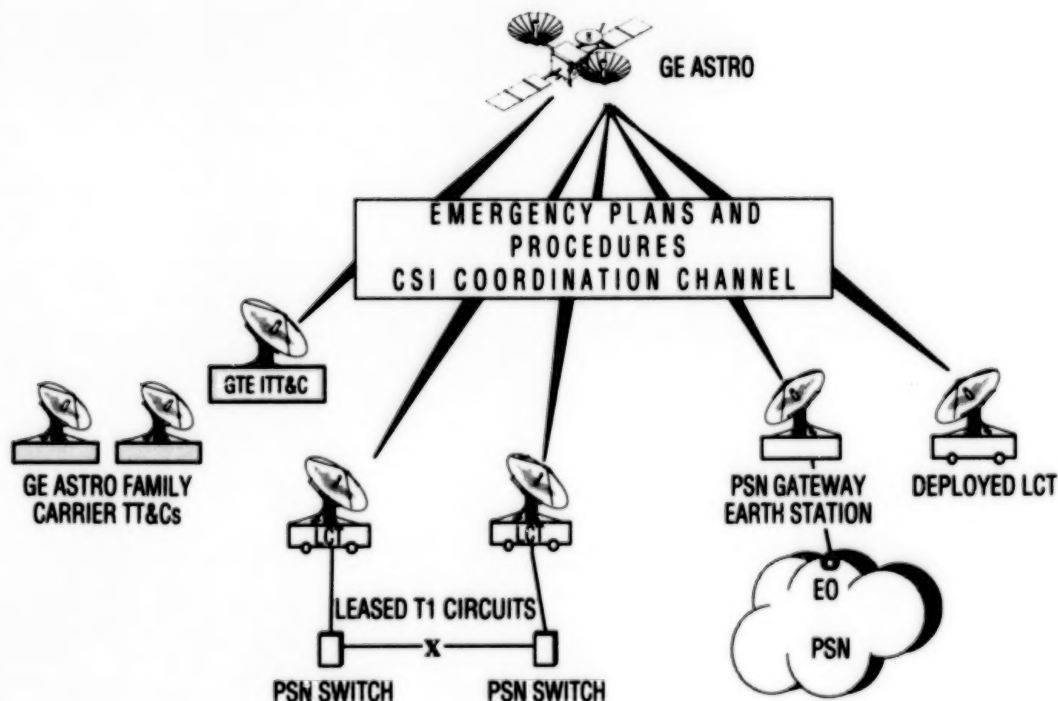 GE ASTRO
EMERGENCY PLANS AND
PROCEDURES
CSI COORDINATION CHANNEL
GTE ITT&C
GE ASTRO FAMILY
CARRIER TT&Cs
PSN GATEWAY
EARTH STATION
DEPLOYED LCT
LCT
LCT
LEASED T1 CIRCUITS
X
EO
PSN
PSN SWITCH
PSN SWITCH